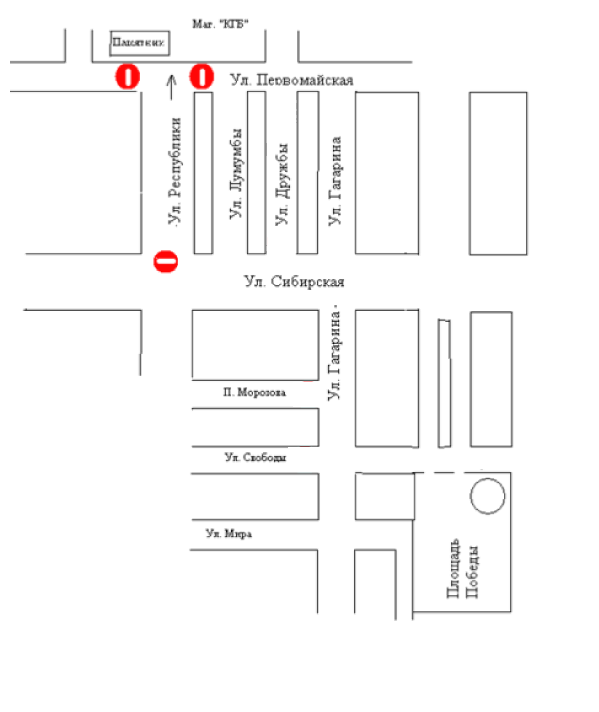 Маг. "КГБ"
Памятник
Ул. Первомайская
Ул. Республики
Ул. Лумумбы
Ул. Дружбы
Ул. Гагарина
Ул. Сибирская
Ул. Гагарина
П. Морозова
Ул. Свободы
Ул. Мира
Площадь
Победы